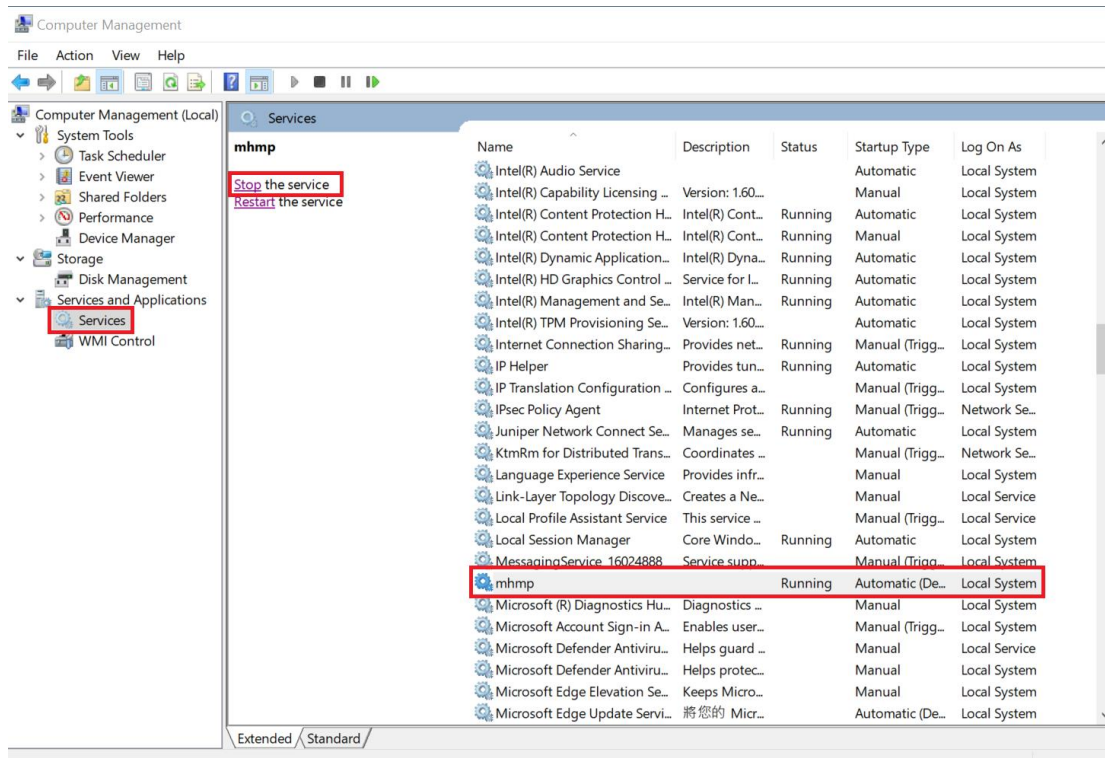 Computer Management
File Action View Help
Computer Management (Local)
System Tools
Task Scheduler
Event Viewer
Shared Folders
Performance
Device Manager
Storage
Disk Management
Services and Applications
Services
WMI Control
Services
mhmp
Stop the service
Restart the service
Name Description Status Startup Type Log On As
Intel(R) Audio Service Automatic Local System
Intel(R) Capability Licensing ... Version: 1.60.... Manual Local System
Intel(R) Content Protection H... Intel(R) Cont... Running Automatic Local System
Intel(R) Content Protection H... Intel(R) Cont... Running Manual Local System
Intel(R) Dynamic Application... Intel(R) Dyna... Running Automatic Local System
Intel(R) HD Graphics Control ... Service for I... Running Automatic Local System
Intel(R) Management and Se... Intel(R) Man... Running Automatic Local System
Intel(R) TPM Provisioning Se... Version: 1.60.... Automatic Local System
Internet Connection Sharing... Provides net... Running Manual (Trigg... Local System
IP Helper Provides tun... Running Automatic Local System
IP Translation Configuration ... Configures a... Manual (Trigg... Local System
IPsec Policy Agent Internet Prot... Running Manual (Trigg... Network Se...
Juniper Network Connect Se... Manages se... Running Automatic Local System
KtmRm for Distributed Trans... Coordinates ... Manual (Trigg... Network Se...
Language Experience Service Provides infr... Manual Local System
Link-Layer Topology Discove... Creates a Ne... Manual Local Service
Local Profile Assistant Service This service ... Manual (Trigg... Local Service
Local Session Manager Core Windo... Running Automatic Local System
MessagingService_16024888 Service supp... Manual (Trigg... Local System
mhmp Running Automatic (De... Local System
Microsoft (R) Diagnostics Hu... Diagnostics ... Manual Local System
Microsoft Account Sign-in A... Enables user... Manual (Trigg... Local System
Microsoft Defender Antiviru... Helps guard ... Manual Local Service
Microsoft Defender Antiviru... Helps protec... Manual Local System
Microsoft Edge Elevation Se... Keeps Micro... Manual Local System
Microsoft Edge Update Servi... 將您的 Micr... Automatic (De... Local System
Extended Standard